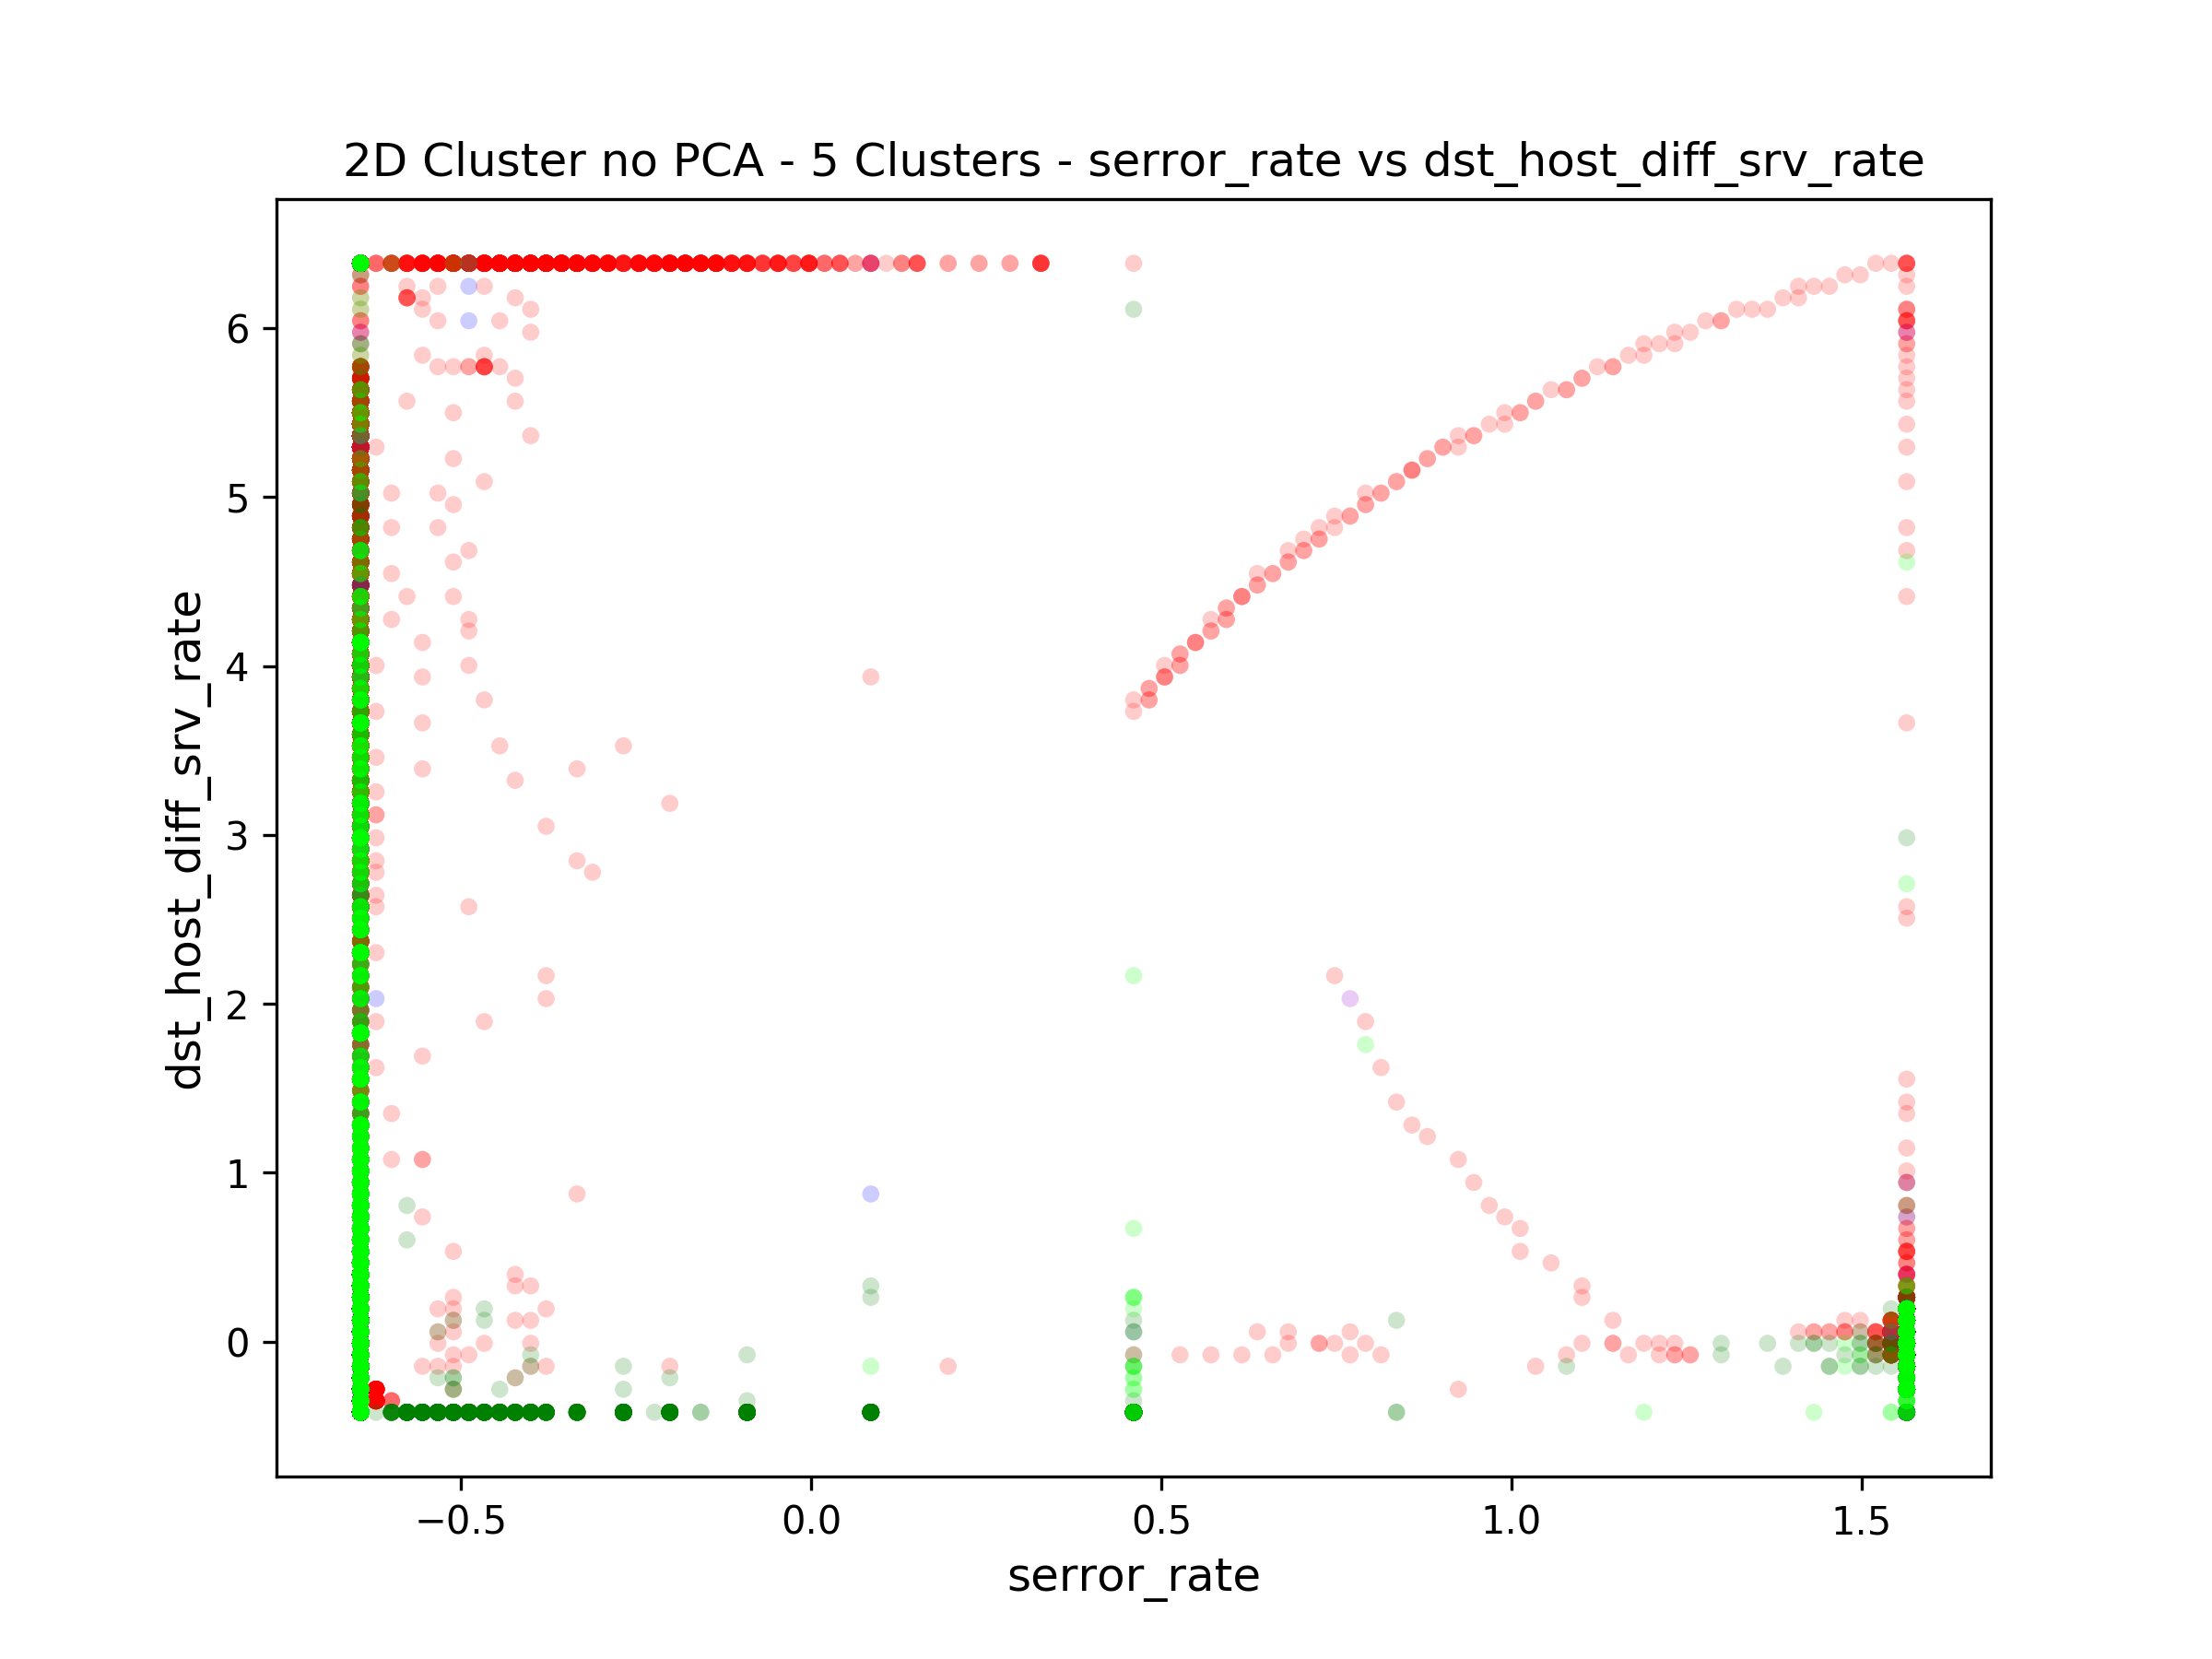 2D Cluster no PCA - 5 Clusters - serror_rate vs dst_host_diff_srv_rate
dst_host_diff_srv_rate
6
5
4
3
2
1
0
−0.5 0.0 0.5 1.0 1.5
serror_rate